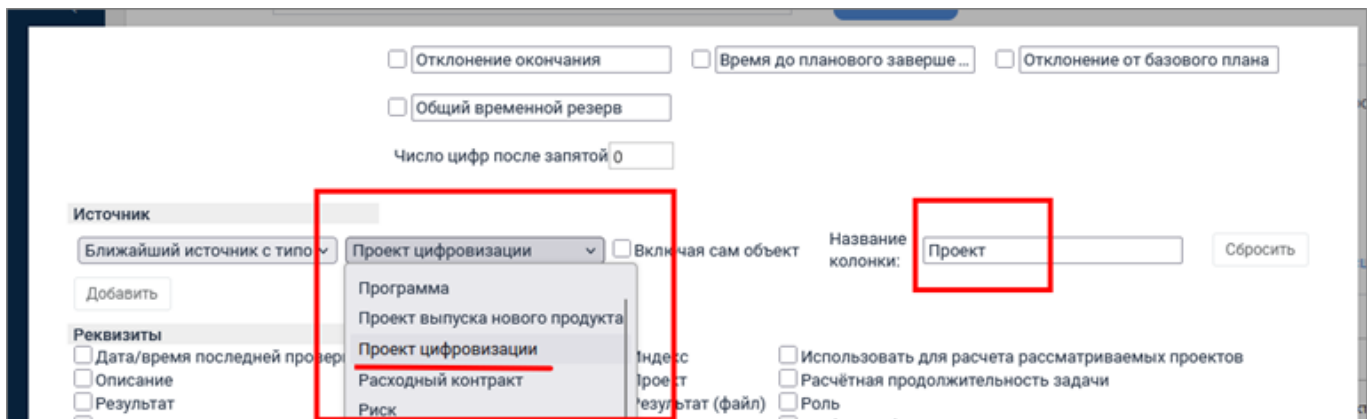 Отклонение окончания Время до планового заверше ... Отклонение от базового плана
Общий временной резерв
Число цифр после запятой 0
Источник
Ближайший источник с типо Проект цифровизации Включая сам объект Название колонки: Проект Сбросить
Добавить
Программа
Проект выпуска нового продукта
Проект цифровизации
Расходный контракт
Риск
Реквизиты
Дата/время последней провер Индекс Использовать для расчета рассматриваемых проектов
Описание Проект Расчётная продолжительность задачи
Результат Результат (файл) Роль